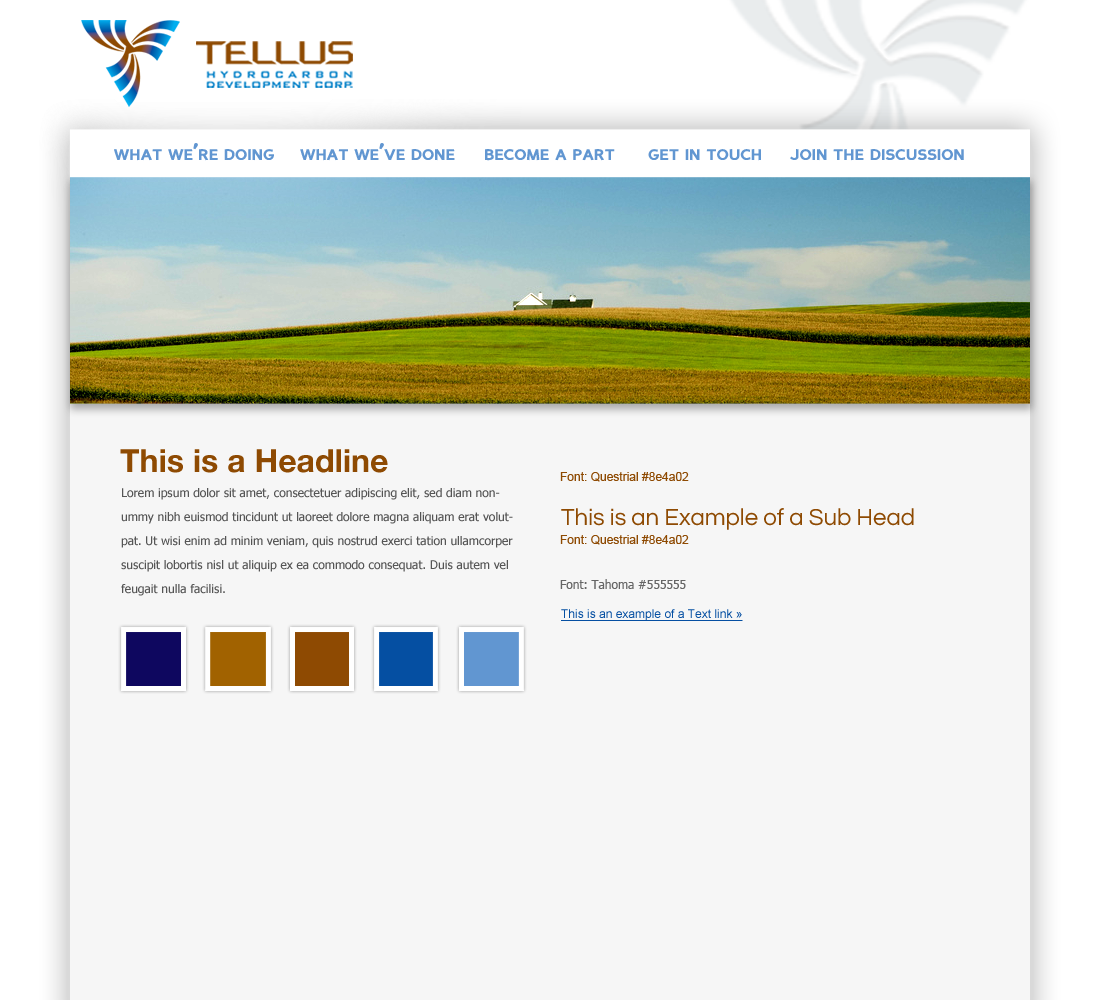 TELLUS
HYDROCARBON
DEVELOPMENT CORP.
WHAT WE'RE DOING WHAT WE'VE DONE BECOME A PART GET IN TOUCH JOIN THE DISCUSSION
This is a Headline
Lorem ipsum dolor sit amet, consectetuer adipiscing elit, sed diam non-
ummy nibh euismod tincidunt ut laoreet dolore magna aliquam erat volut-
pat. Ut wisi enim ad minim veniam, quis nostrud exerci tation ullamcorper
suscipit lobortis nisl ut aliquip ex ea commodo consequat. Duis autem vel
feugait nulla facilisi.
Font: Questrial #8e4a02
This is an Example of a Sub Head
Font: Questrial #8e4a02
Font: Tahoma #555555
This is an example of a Text link »